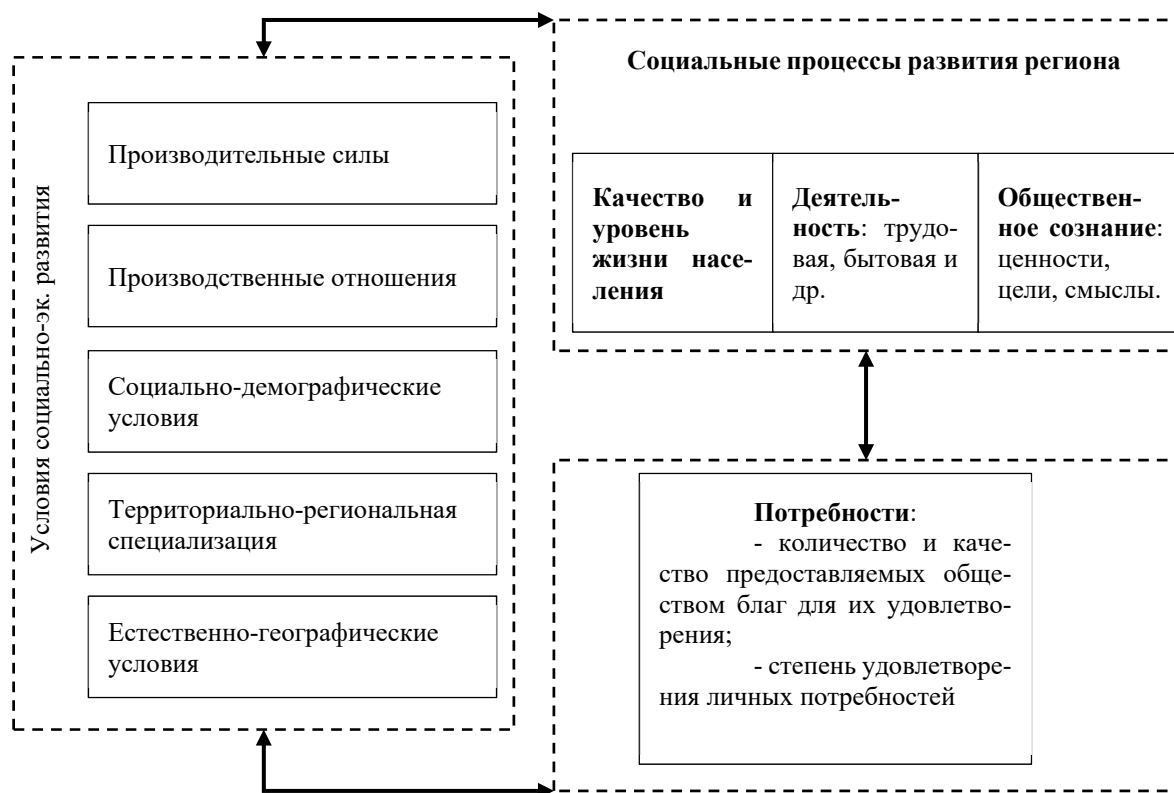 Условия социально-эк. развития
Производительные силы
Производственные отношения
Социально-демографические
условия
Территориально-региональная
специализация
Естественно-географические
условия
Социальные процессы развития региона
Качество и
уровень
жизни насе-
ления
Деятель-
ность: трудо-
вая, бытовая и
др.
Обществен-
ное сознание:
ценности,
цели, смыслы.
Потребности:
- количество и каче-
ство предоставляемых обще-
ством благ для их удовлетво-
рения;
- степень удовлетворе-
ния личных потребностей